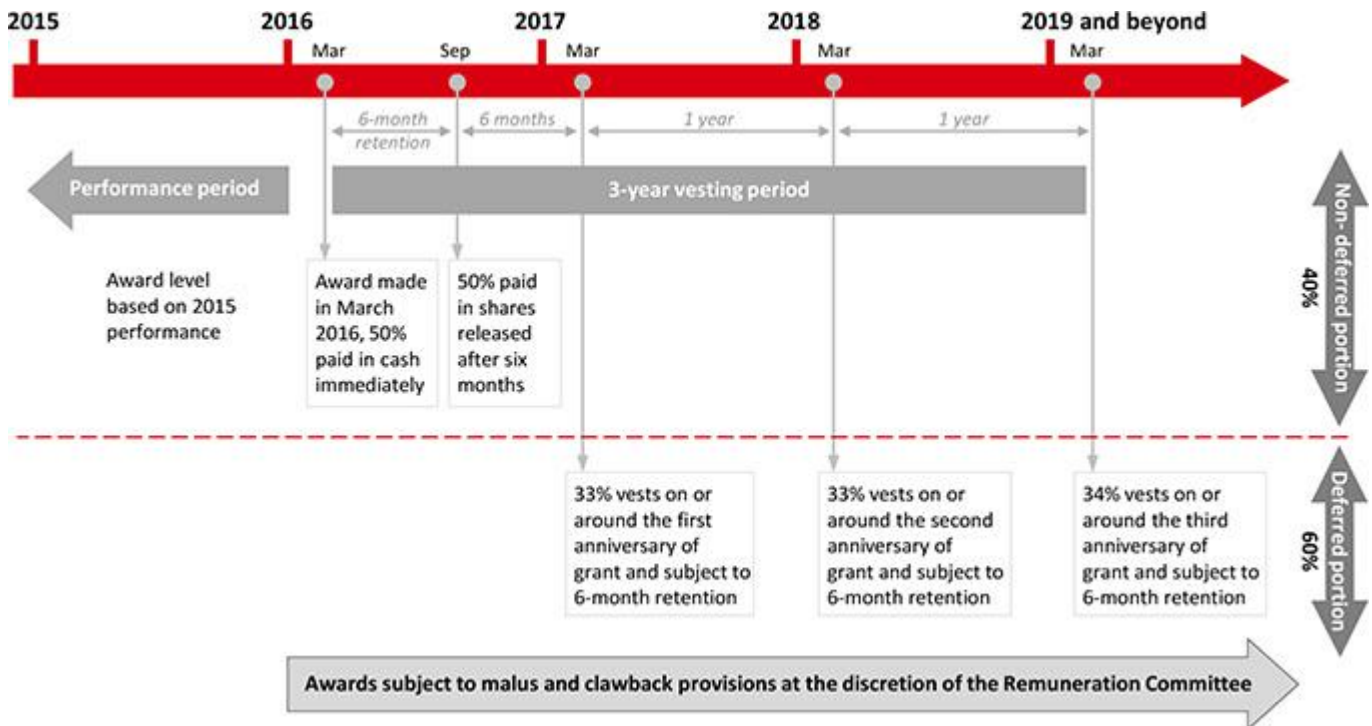 2015 2016 2017 2018 2019 and beyond
Mar Sep Mar Mar Mar
6-month
retention
6 months
1 year
1 year
Performance period
3-year vesting period
Award level
based on 2015
performance
Award made
in March
2016, 50%
paid in cash
immediately
50% paid
in shares
released
after six
months
Non- deferred portion
40%
33% vests on or
around the first
anniversary of
grant and subject to
6-month retention
33% vests on or
around the second
anniversary of
grant and subject to
6-month retention
34% vests on or
around the third
anniversary of
grant and subject to
6-month retention
Deferred portion
60%
Awards subject to malus and clawback provisions at the discretion of the Remuneration Committee